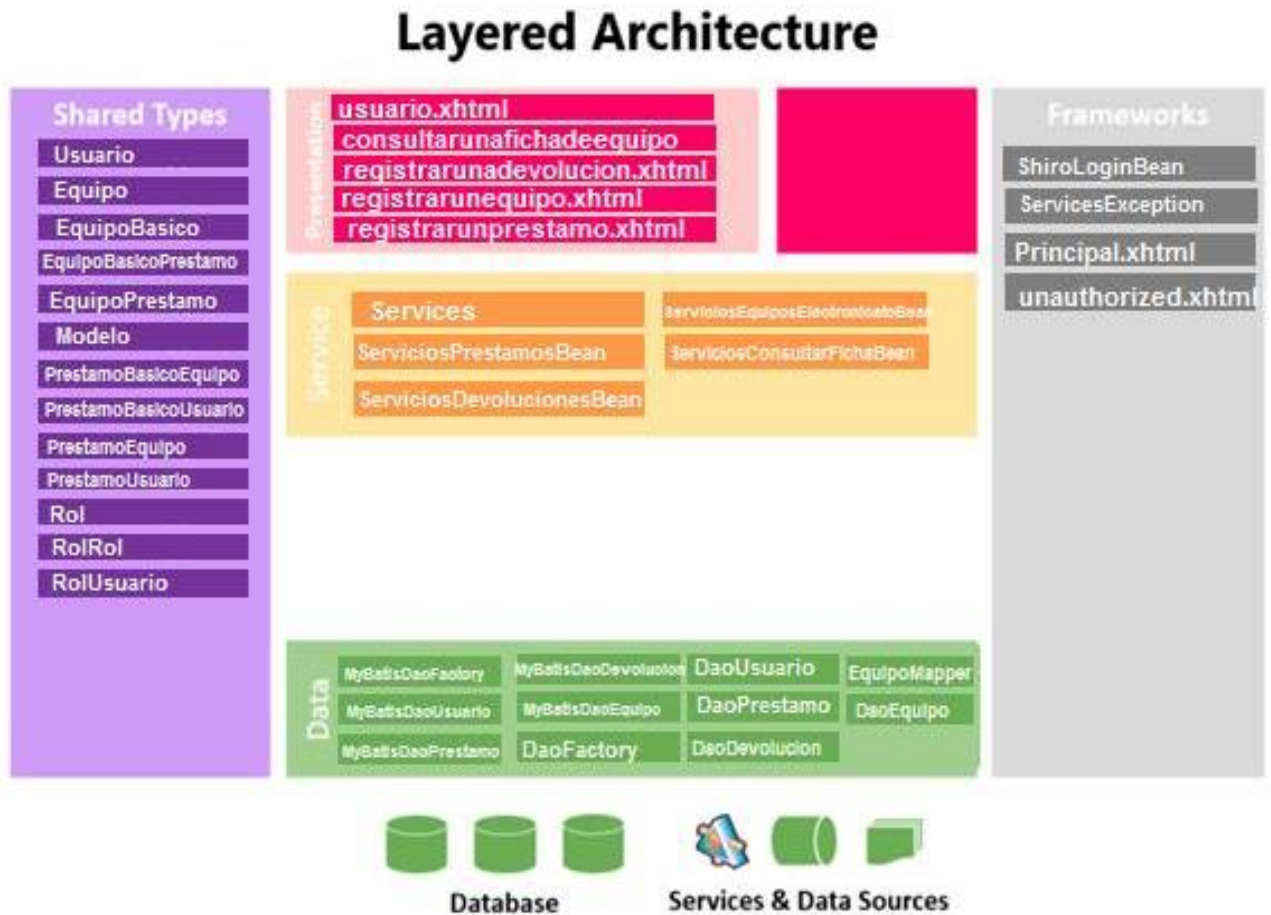 Layered Architecture
Shared Types
Usuario
Equipo
EquipoBasico
EquipoBasicoPrestamo
EquipoPrestamo
Modelo
PrestamoBasicoEquipo
PrestamoBasicoUsuario
PrestamoEquipo
PrestamoUsuario
Rol
RolRol
RolUsuario
Presentation
usuario.xhtml
consultarunafichadeequipo
registrarunadevolucion.xhtml
registrarunequipo.xhtml
registrarunprestamo.xhtml
Service
Services
ServiciosPrestamosBean
ServiciosDevolucionesBean
ServiciosEquiposElectronicatoBean
ServiciosConsultarFichaBean
Data
MyBatisDaoFactory
MyBatisDaoUsuario
MyBatisDaoPrestamo
MyBatisDaoDevolucion
MyBatisDaoEquipo
DaoFactory
DaoUsuario
DaoPrestamo
DaoDevolucion
EquipoMapper
DaoEquipo
Frameworks
ShiroLoginBean
ServicesException
Principal.xhtml
unauthorized.xhtml
Database
Services & Data Sources